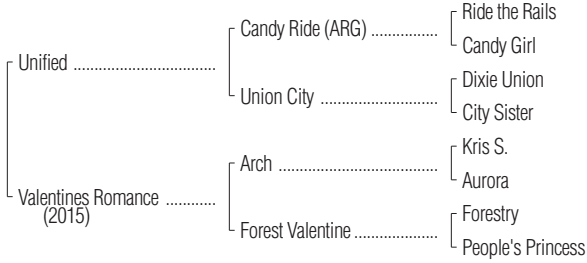 Ride the Rails
Candy Ride (ARG) ................
Candy Girl
Unified ..................................
Dixie Union
Union City ............................
City Sister
Kris S.
Arch ......................................
Aurora
Valentines Romance ............
(2015)
Forestry
Forest Valentine ....................
People's Princess